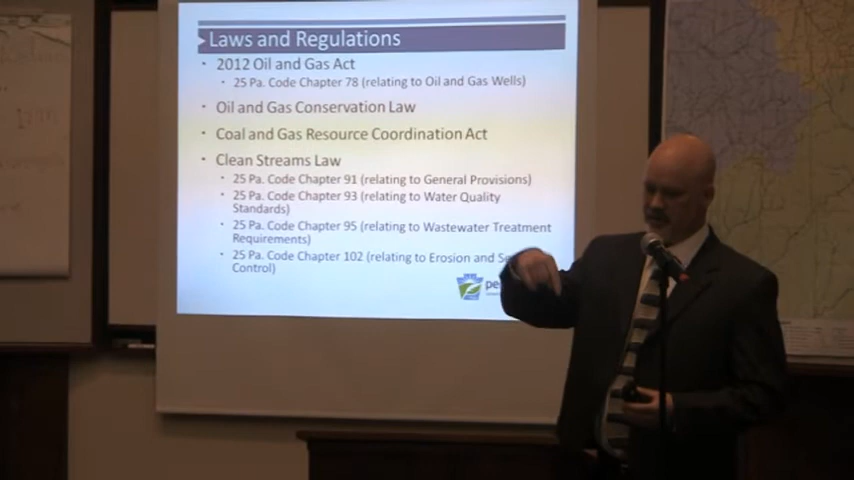 Laws and Regulations
• 2012 Oil and Gas Act
• 25 Pa. Code Chapter 78 (relating to Oil and Gas Wells)
• Oil and Gas Conservation Law
• Coal and Gas Resource Coordination Act
• Clean Streams Law
• 25 Pa. Code Chapter 91 (relating to General Provisions)
• 25 Pa. Code Chapter 93 (relating to Water Quality
Standards)
• 25 Pa. Code Chapter 95 (relating to Wastewater Treatment
Requirements)
• 25 Pa. Code Chapter 102 (relating to Erosion and Se
Control)
pe